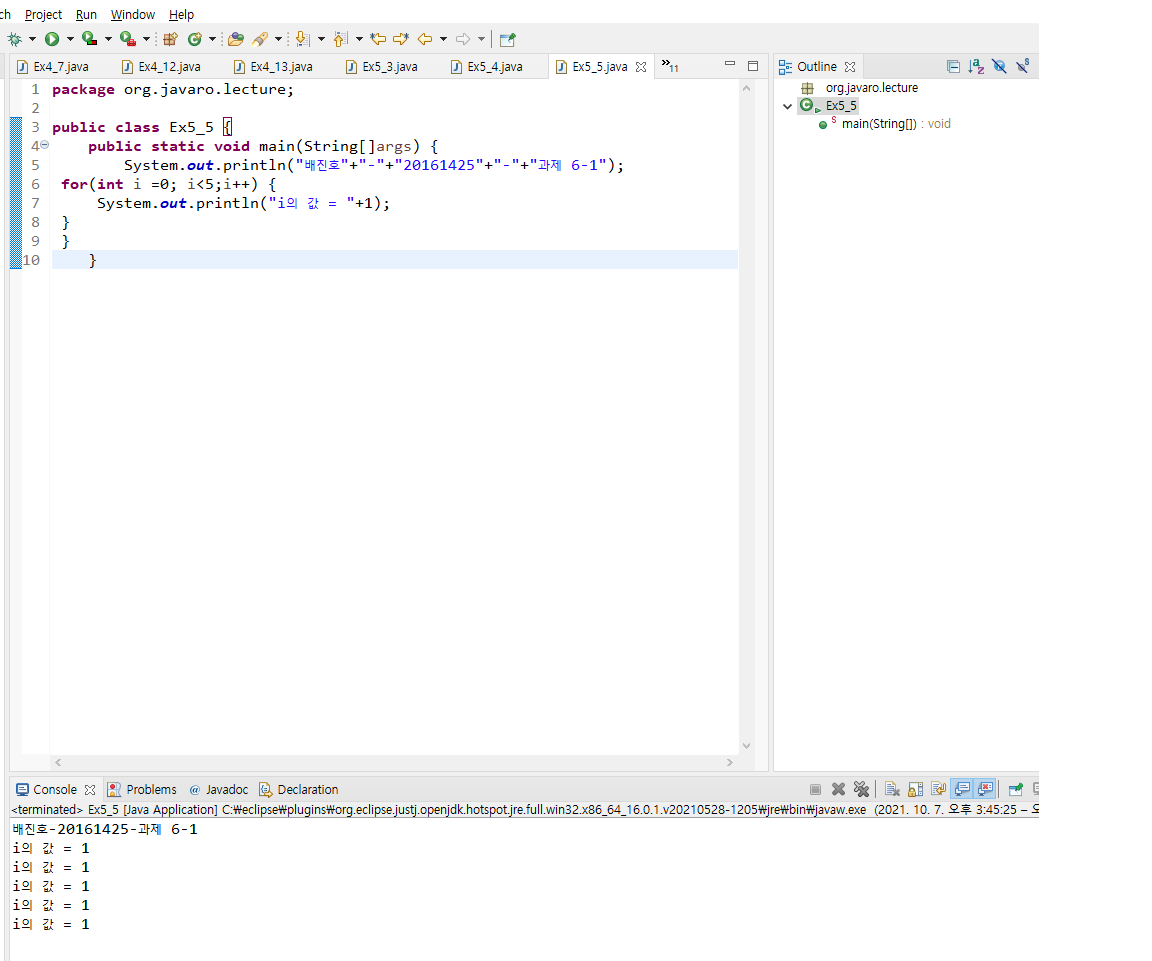 ch Project Run Window Help
Ex4_7.java Ex4_12.java Ex4_13.java Ex5_3.java Ex5_4.java Ex5_5.java »11
Outline
1 package org.javaro.lecture;
2
3 public class Ex5_5 {
4 public static void main(String[]args) {
5 System.out.println("배진호"+"-"+"20161425"+"-"+"과제 6-1");
6 for(int i =0; i<5;i++) {
7 System.out.println("i의 값 = "+1);
8 }
9 }
10 }
org.javaro.lecture
Ex5_5
main(String[]) : void
Console Problems @ Javadoc Declaration
<terminated> Ex5_5 [Java Application] C:₩eclipse₩plugins₩org.eclipse.justj.openjdk.hotspot.jre.full.win32.x86_64_16.0.1.v20210528-1205₩jre₩bin₩javaw.exe (2021. 10. 7. 오후 3:45:25 – 오
배진호-20161425-과제 6-1
i의 값 = 1
i의 값 = 1
i의 값 = 1
i의 값 = 1
i의 값 = 1